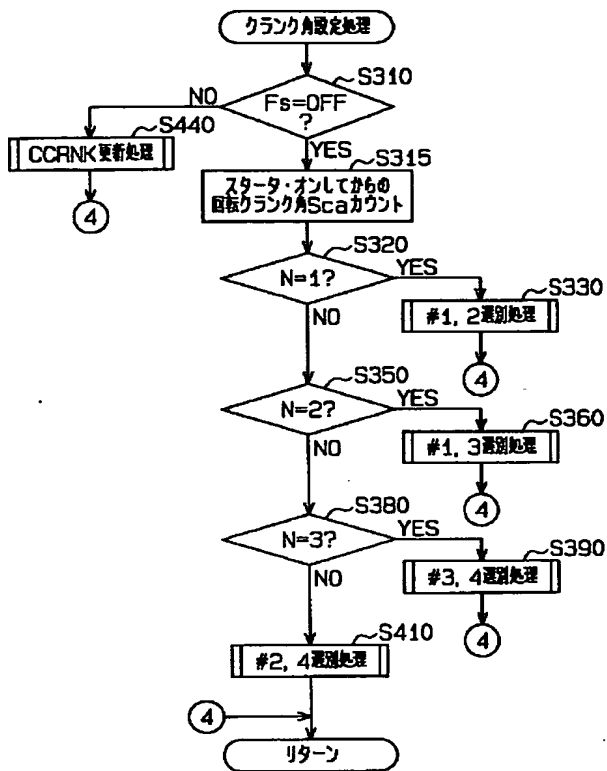 クランク角設定処理
S310
Fs=OFF
?
NO
YES
S440
CCRNK更新処理
4
S315
スタータ・オンしてからの
回転クランク角Scaカウント
S320
N=1?
YES
NO
S330
#1, 2選別処理
4
S350
N=2?
YES
NO
S360
#1, 3選別処理
4
S380
N=3?
YES
NO
S390
#3, 4選別処理
4
S410
#2, 4選別処理
4
リターン